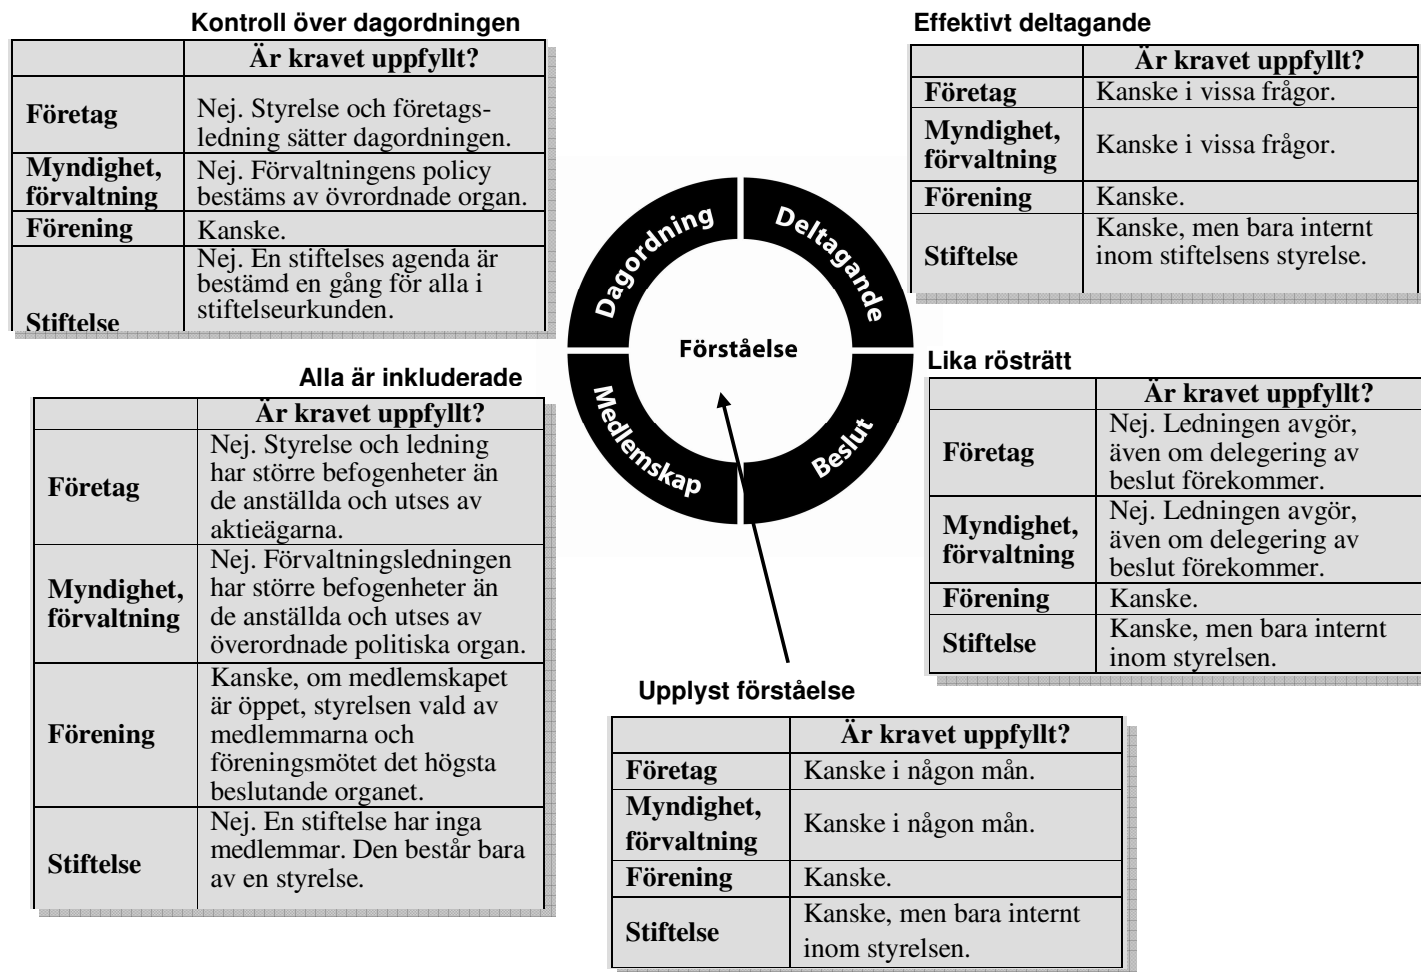 Kontroll över dagordningen
Är kravet uppfyllt?
Företag
Nej. Styrelse och företags-
ledning sätter dagordningen.
Myndighet,
förvaltning
Nej. Förvaltningens policy
bestäms av övrordnade organ.
Förening
Kanske.
Stiftelse
Nej. En stiftelses agenda är
bestämd en gång för alla i
stiftelseurkunden.
Effektivt deltagande
Är kravet uppfyllt?
Företag
Kanske i vissa frågor.
Myndighet,
förvaltning
Kanske i vissa frågor.
Förening
Kanske.
Stiftelse
Kanske, men bara internt
inom stiftelsens styrelse.
Dagordning
Deltagande
Förståelse
Medlemskap
Beslut
Alla är inkluderade
Är kravet uppfyllt?
Företag
Nej. Styrelse och ledning
har större befogenheter än
de anställda och utses av
aktieägarna.
Myndighet,
förvaltning
Nej. Förvaltningsledningen
har större befogenheter än
de anställda och utses av
överordnade politiska organ.
Förening
Kanske, om medlemskapet
är öppet, styrelsen vald av
medlemmarna och
föreningsmötet det högsta
beslutande organet.
Stiftelse
Nej. En stiftelse har inga
medlemmar. Den består bara
av en styrelse.
Lika rösträtt
Är kravet uppfyllt?
Företag
Nej. Ledningen avgör,
även om delegering av
beslut förekommer.
Myndighet,
förvaltning
Nej. Ledningen avgör,
även om delegering av
beslut förekommer.
Förening
Kanske.
Stiftelse
Kanske, men bara internt
inom styrelsen.
Upplyst förståelse
Är kravet uppfyllt?
Företag
Kanske i någon mån.
Myndighet,
förvaltning
Kanske i någon mån.
Förening
Kanske.
Stiftelse
Kanske, men bara internt
inom styrelsen.